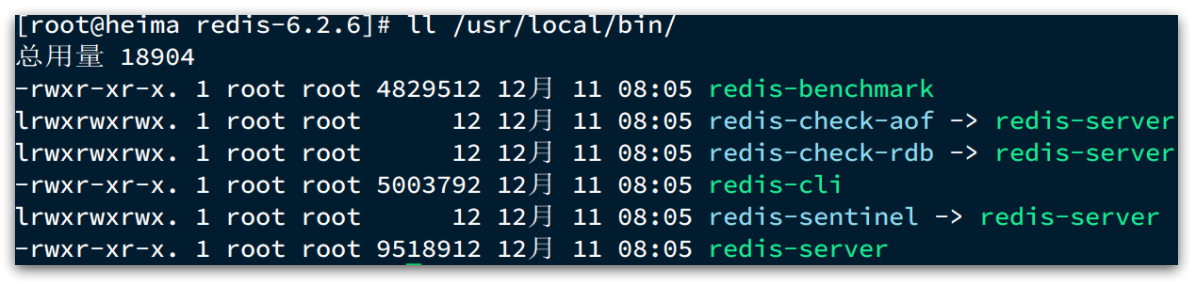 [root@heima redis-6.2.6]# ll /usr/local/bin/
总用量 18904
-rwxr-xr-x. 1 root root 4829512 12月 11 08:05 redis-benchmark
lrwxrwxrwx. 1 root root      12 12月 11 08:05 redis-check-aof -> redis-server
lrwxrwxrwx. 1 root root      12 12月 11 08:05 redis-check-rdb -> redis-server
-rwxr-xr-x. 1 root root 5003792 12月 11 08:05 redis-cli
lrwxrwxrwx. 1 root root      12 12月 11 08:05 redis-sentinel -> redis-server
-rwxr-xr-x. 1 root root 9518912 12月 11 08:05 redis-server